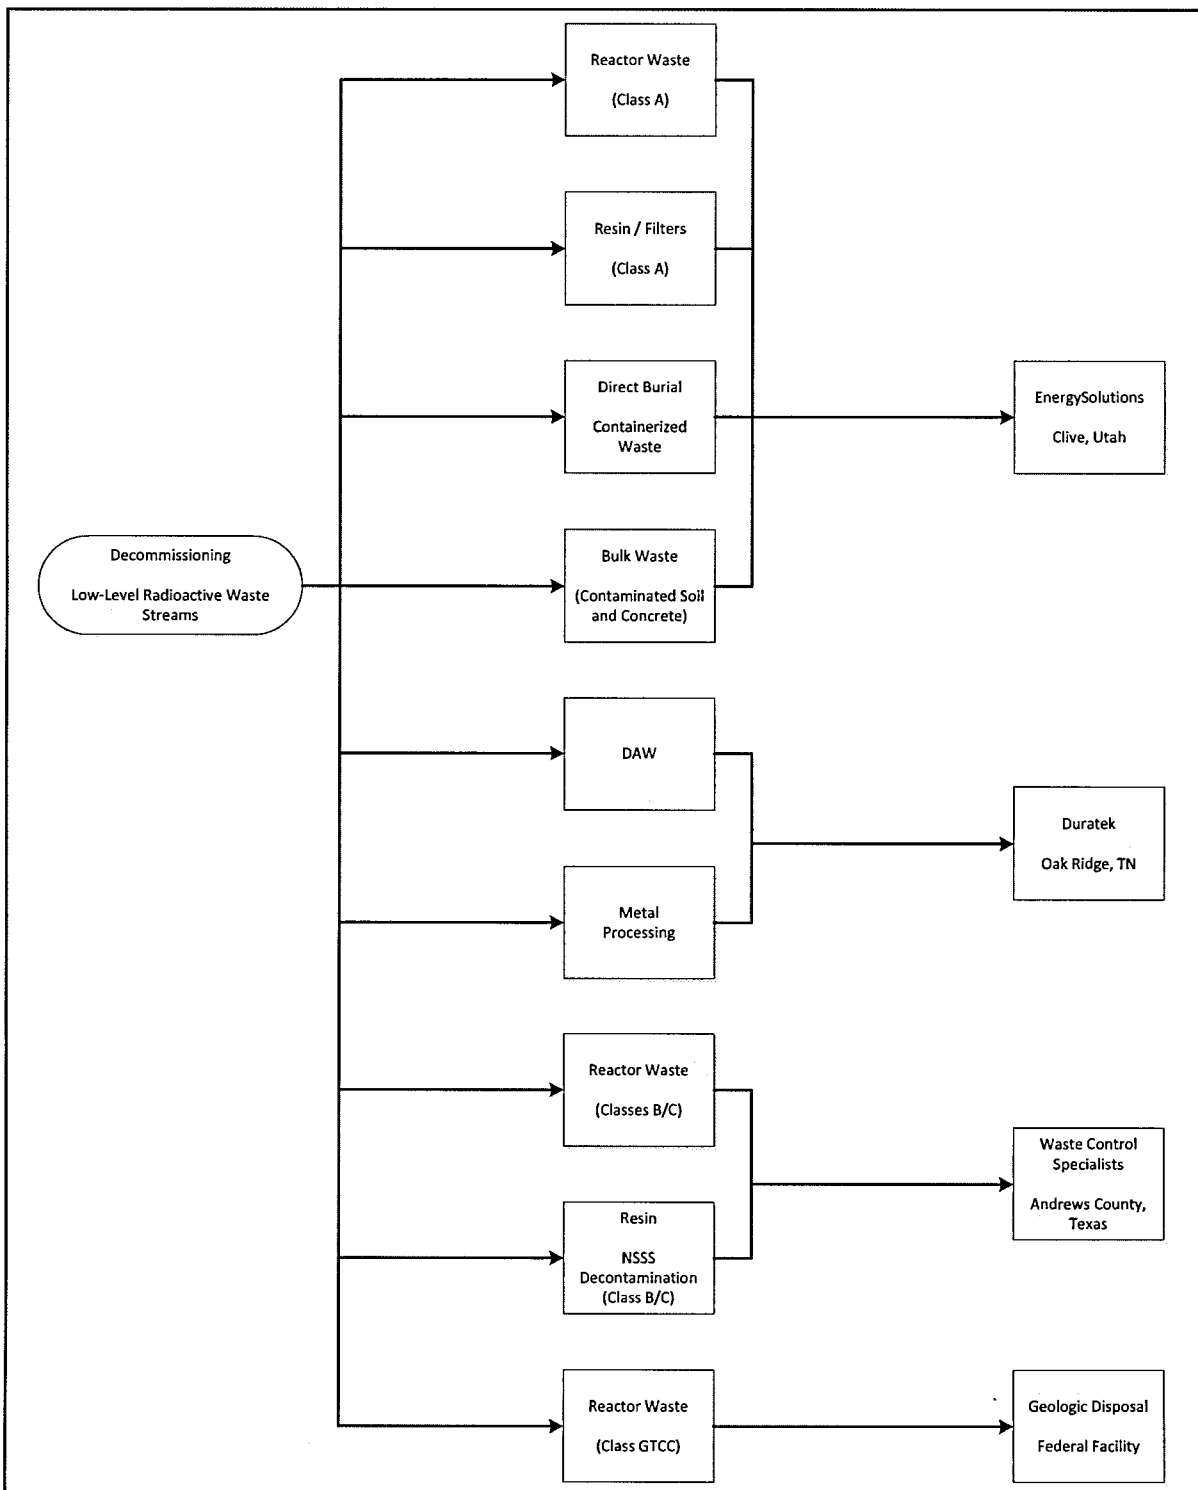 Reactor Waste
(Class A)
Resin / Filters
(Class A)
Direct Burial
Containerized
Waste
EnergySolutions
Clive, Utah
Decommissioning
Low-Level Radioactive Waste
Streams
Bulk Waste
(Contaminated Soil
and Concrete)
DAW
Duratek
Oak Ridge, TN
Metal
Processing
Reactor Waste
(Classes B/C)
Waste Control
Specialists
Andrews County,
Texas
Resin
NSSS
Decontamination
(Class B/C)
Reactor Waste
(Class GTCC)
Geologic Disposal
Federal Facility